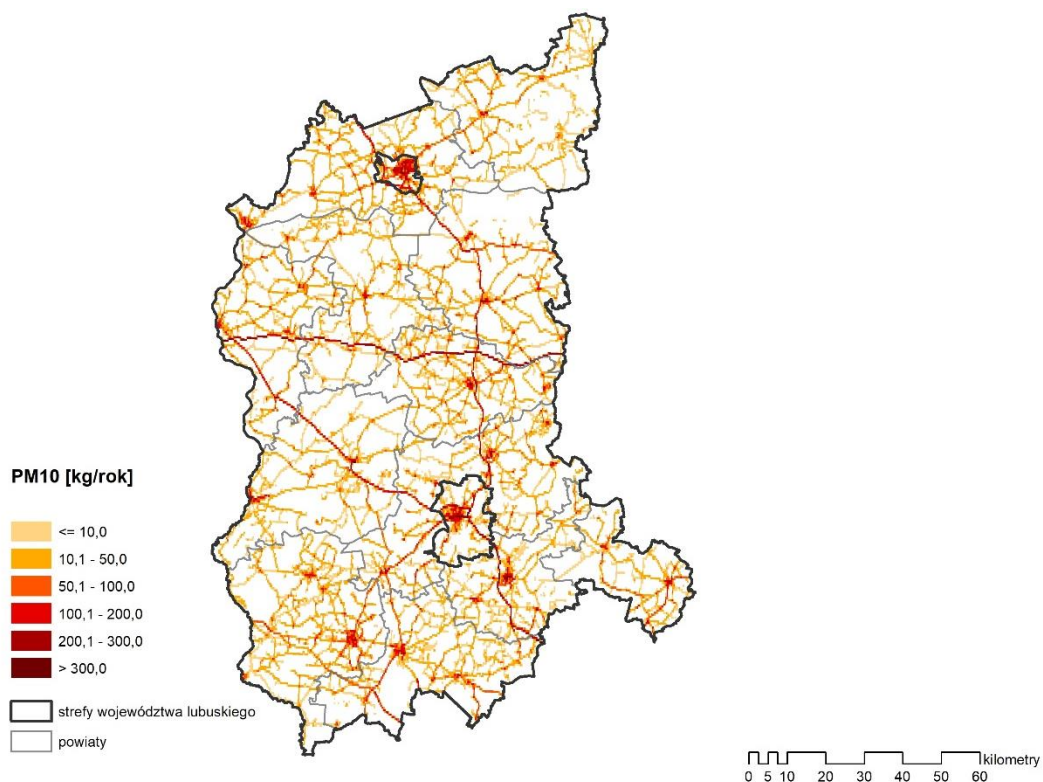 PM10 [kg/rok]
<= 10,0
10,1 - 50,0
50,1 - 100,0
100,1 - 200,0
200,1 - 300,0
> 300,0
strefy województwa lubuskiego
powiaty
kilometry
0 5 10 20 30 40 50 60